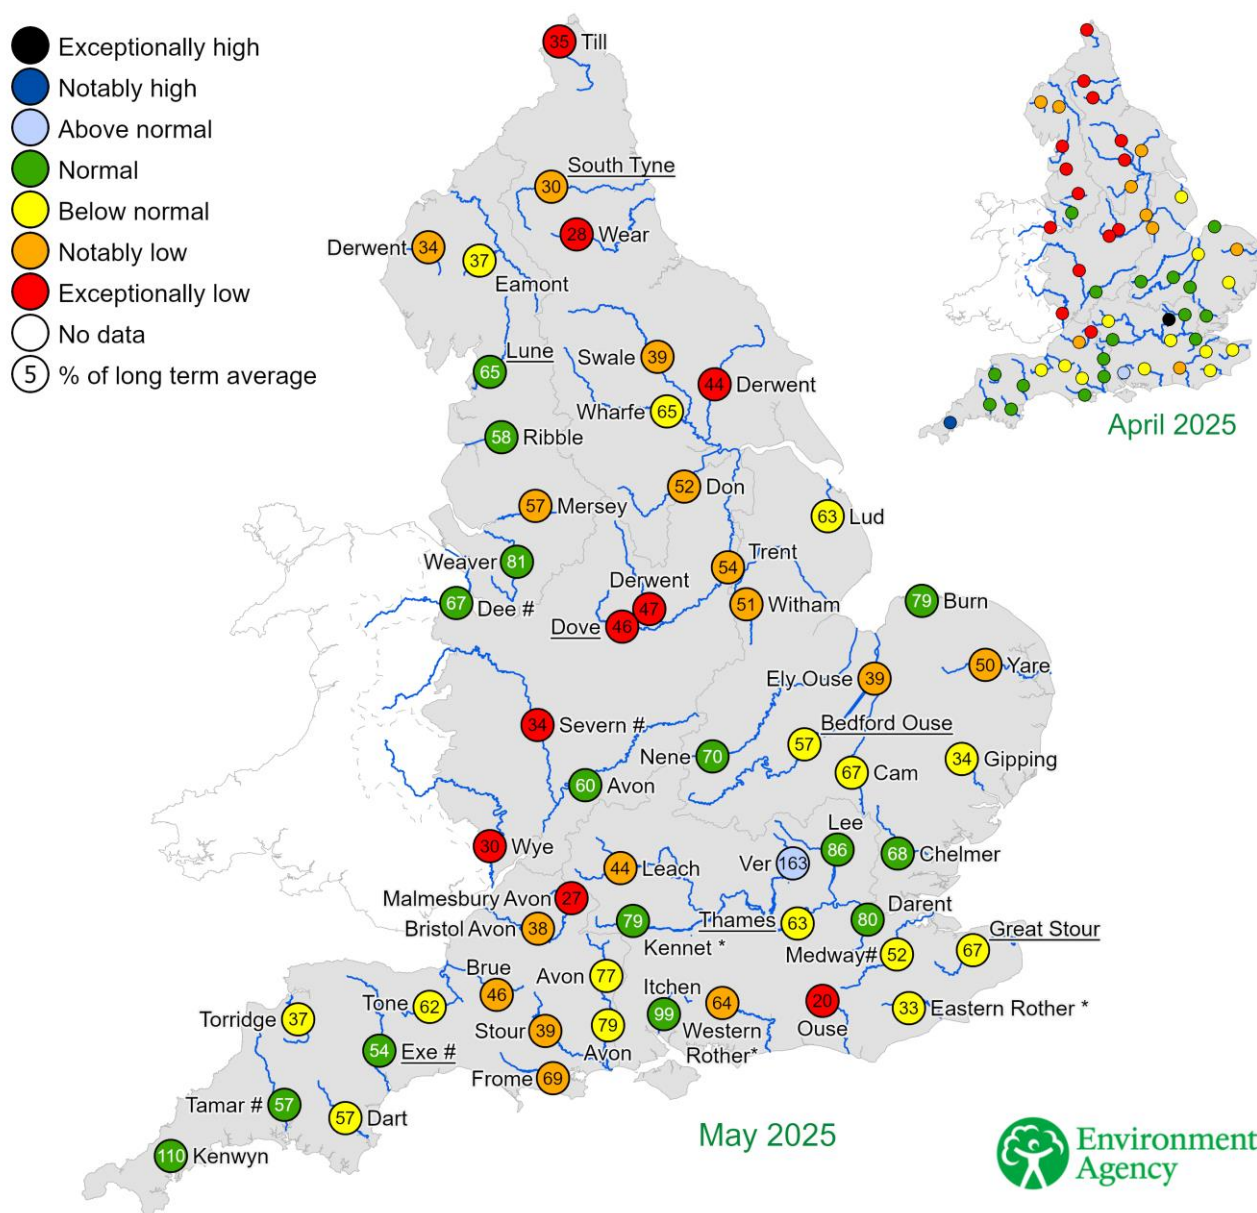 Exceptionally high
Notably high
Above normal
Normal
Below normal
Notably low
Exceptionally low
No data
5 % of long term average
35 Till
South Tyne
30
28 Wear
Derwent 34
37
Eamont
Lune
65
Swale 39
44 Derwent
Wharfe 65
58 Ribble
April 2025
52 Don
57 Mersey
63 Lud
Weaver 81
Trent
54
Derwent
47
67 Dee #
51 Witham
79 Burn
Dove 46
50 Yare
Ely Ouse 39
34 Severn #
Bedford Ouse
57
Nene 70
34 Gipping
67 Cam
60 Avon
Lee
86
30 Wye
68 Chelmer
Ver 163
44 Leach
Malmesbury Avon 27
Darent
80
79
Kennet *
Thames 63
Bristol Avon 38
Great Stour
67
Medway# 52
Brue
46
Avon 77
Itchen
99
64
Western
Rother*
20
Ouse
33 Eastern Rother *
Tone 62
Torridge 37
Stour 39
79
Avon
54 Exe #
Frome 69
Tamar # 57
57 Dart
May 2025
110 Kenwyn
Environment
Agency